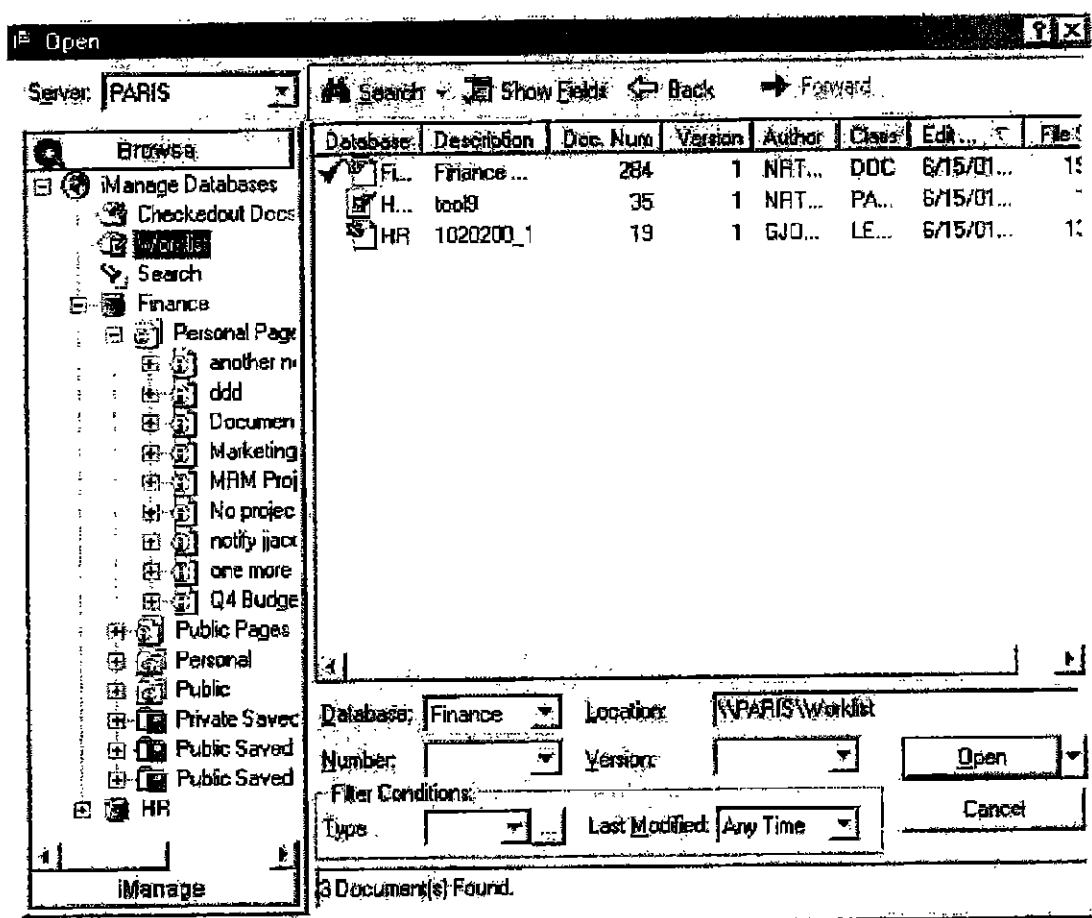 Open
Server: PARIS
Search Show Fields Back Forward
Browse
iManage Databases
Checkedout Docs
Worklist
Search
Finance
Personal Page
another n
ddd
Documen
Marketing
MRM Proj
No projec
notify jjack
one more
Q4 Budge
Public Pages
Personal
Public
Private Saved
Public Saved
Public Saved
HR
iManage
Database Description Doc. Num Version Author Class Edit ... File
Fi... Finance ... 284 1 NRT... DOC 6/15/01...
H... tool9 35 1 NRT... PA... 6/15/01...
HR 1020200_1 19 1 GJO... LE... 6/15/01...
Database: Finance Location: \\PARIS\Worklist
Number: Version: Open
Filter Conditions:
Type ... Last Modified: Any Time Cancel
3 Document(s) Found.